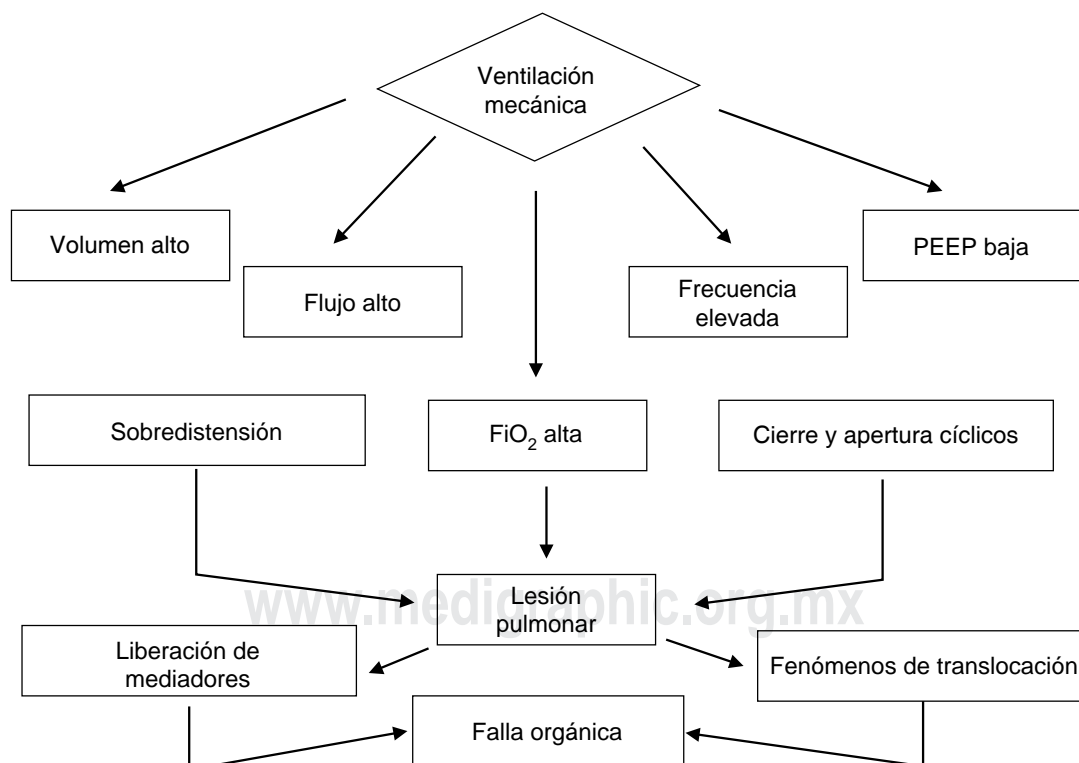 Ventilación
mecánica
Volumen alto
PEEP baja
Flujo alto
Frecuencia
elevada
Sobredistensión
FiO₂ alta
Cierre y apertura cíclicos
www.medigraphic.org.mx
Lesión
pulmonar
Liberación de
mediadores
Fenómenos de translocación
Falla orgánica